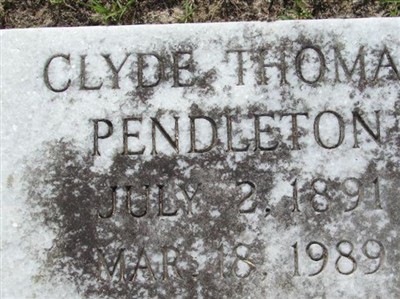 CLYDE THOMA
PENDLETON
JULY 2, 1891
MAR. 18, 1989